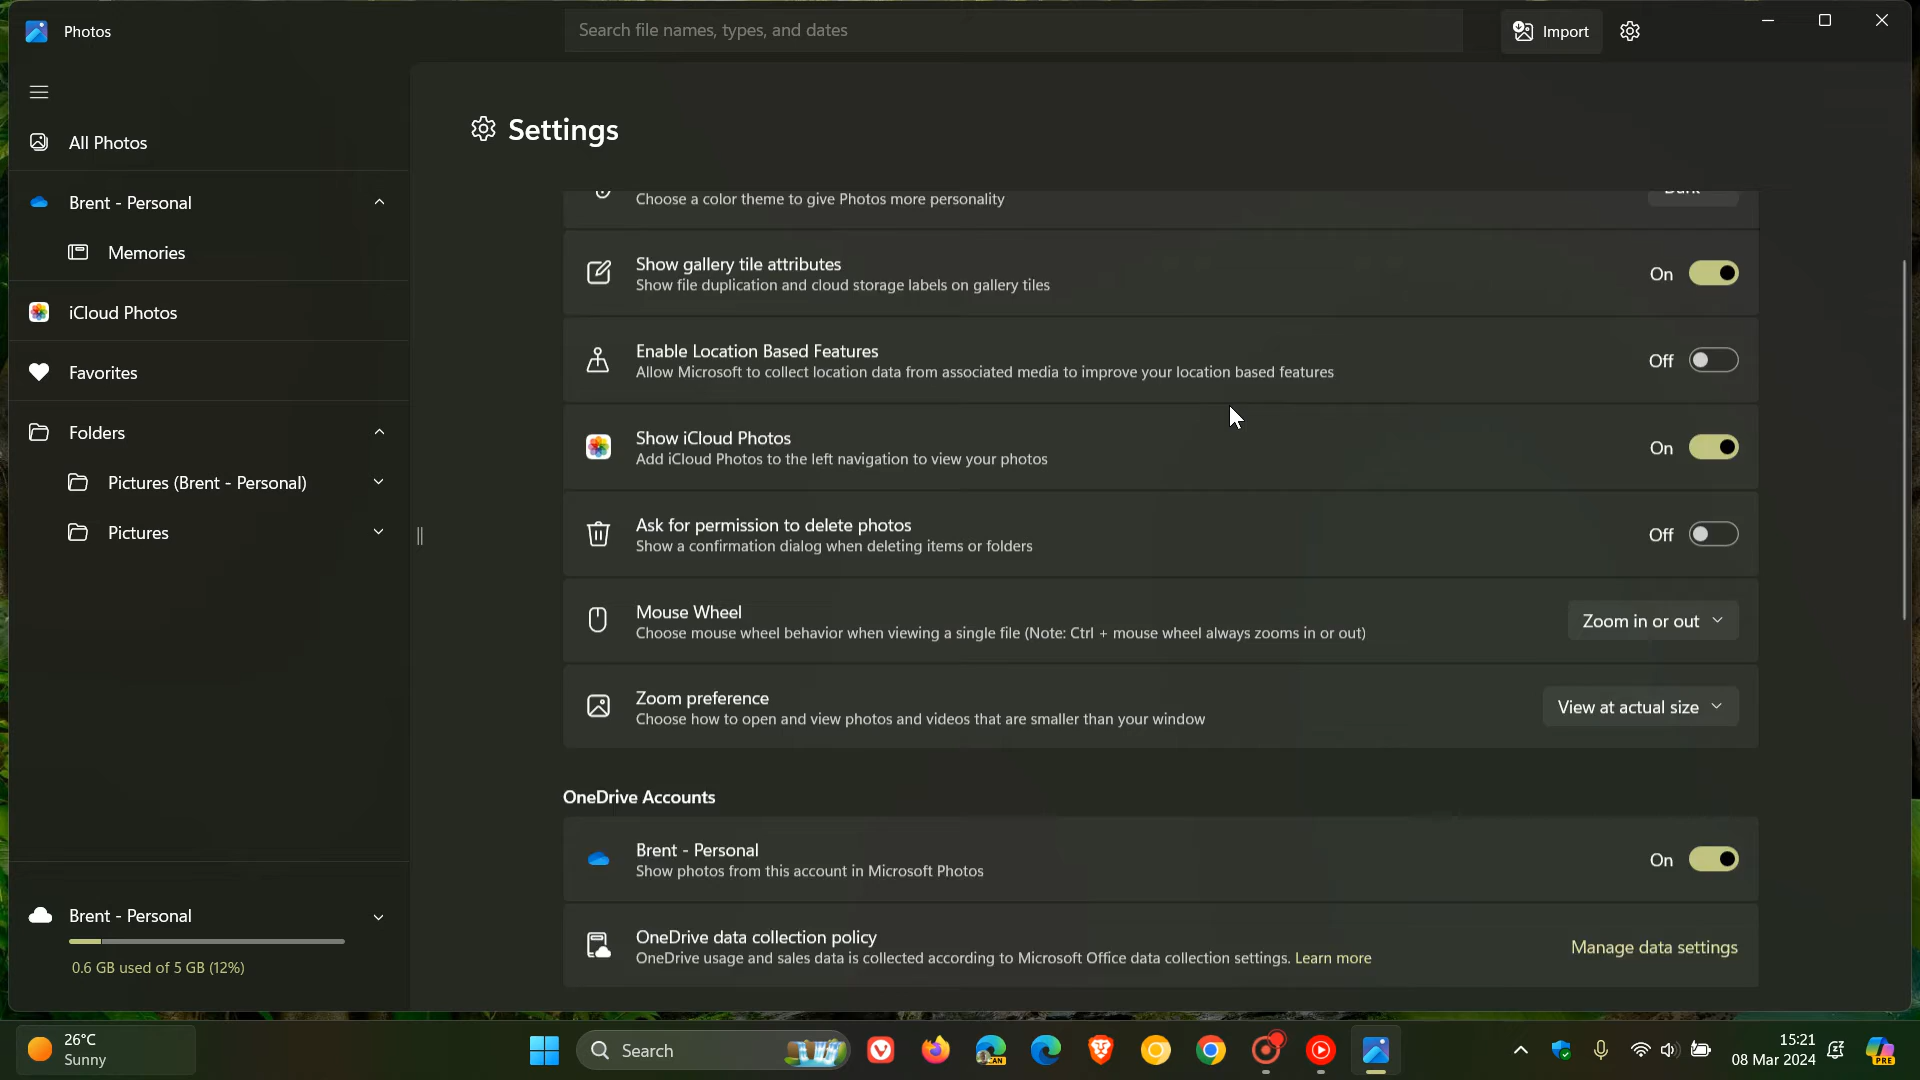 Photos
Search file names, types, and dates
Import
All Photos
Brent - Personal
Memories
iCloud Photos
Favorites
Folders
Pictures (Brent - Personal)
Pictures
Brent - Personal
0.6 GB used of 5 GB (12%)
Settings
Choose a color theme to give Photos more personality
Dark
Show gallery tile attributes
Show file duplication and cloud storage labels on gallery tiles
On
Enable Location Based Features
Allow Microsoft to collect location data from associated media to improve your location based features
Off
Show iCloud Photos
Add iCloud Photos to the left navigation to view your photos
On
Ask for permission to delete photos
Show a confirmation dialog when deleting items or folders
Off
Mouse Wheel
Choose mouse wheel behavior when viewing a single file (Note: Ctrl + mouse wheel always zooms in or out)
Zoom in or out
Zoom preference
Choose how to open and view photos and videos that are smaller than your window
View at actual size
OneDrive Accounts
Brent - Personal
Show photos from this account in Microsoft Photos
On
OneDrive data collection policy
OneDrive usage and sales data is collected according to Microsoft Office data collection settings. Learn more
Manage data settings
26°C
Sunny
Search
CAN
15:21
08 Mar 2024
PRE